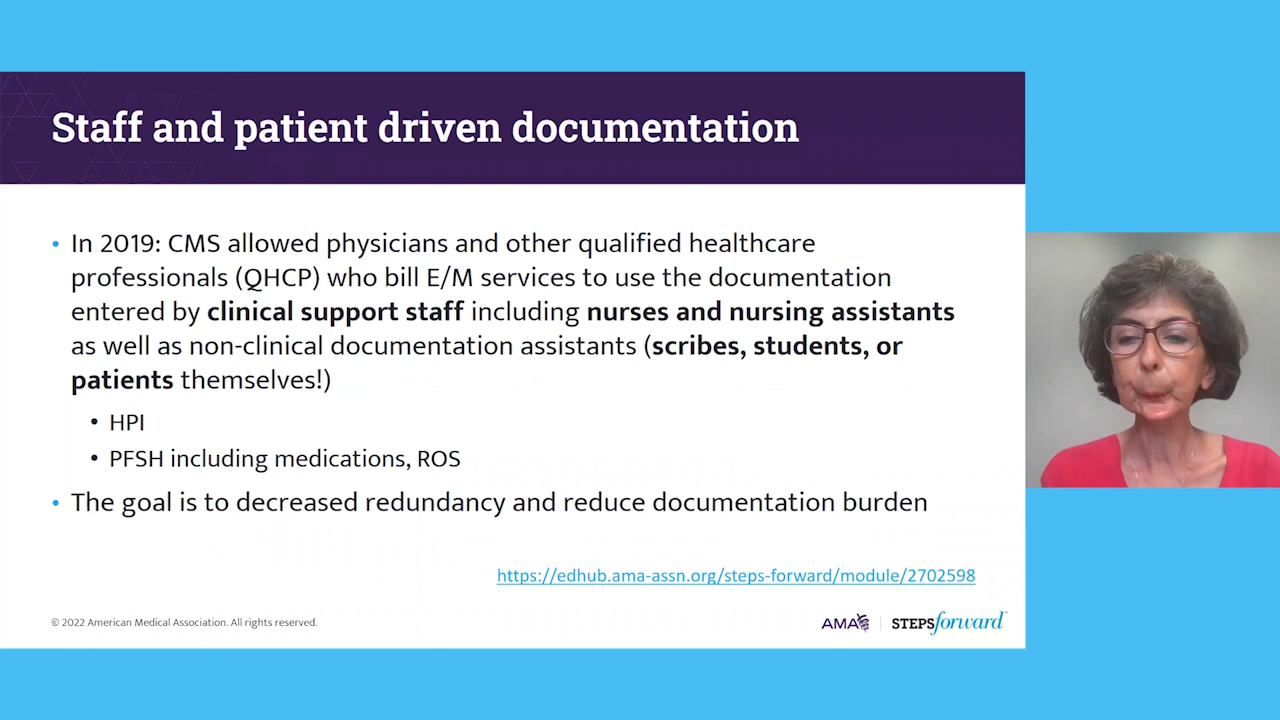 Staff and patient driven documentation
• In 2019: CMS allowed physicians and other qualified healthcare
professionals (QHCP) who bill E/M services to use the documentation
entered by clinical support staff including nurses and nursing assistants
as well as non-clinical documentation assistants (scribes, students, or
patients themselves!)
• HPI
• PFSH including medications, ROS
• The goal is to decreased redundancy and reduce documentation burden
https://edhub.ama-assn.org/steps-forward/module/2702598
© 2022 American Medical Association. All rights reserved.
AMA | STEPSforward™